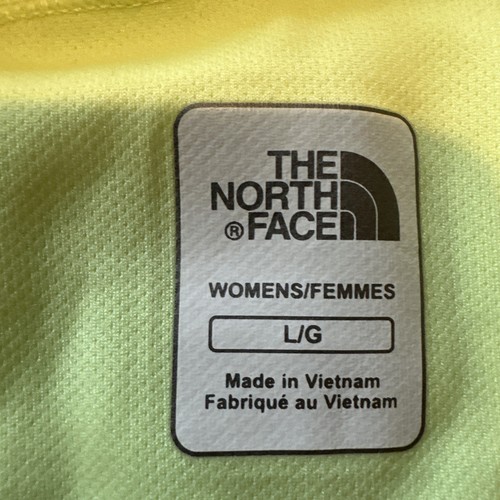 THE
NORTH
® FACE
WOMENS/FEMMES
L/G
Made in Vietnam
Fabriqué au Vietnam